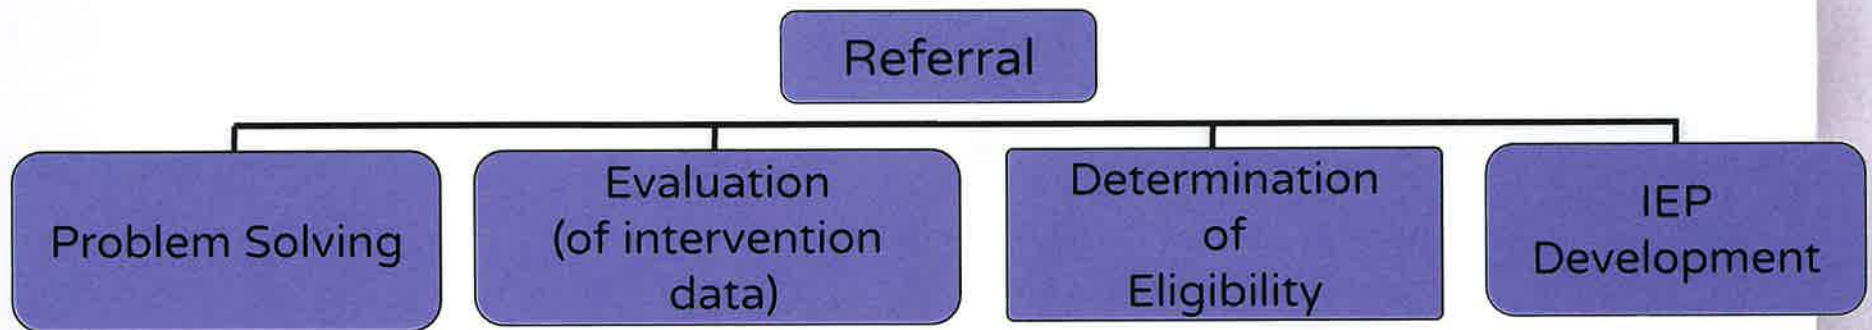 Referral
Problem Solving
Evaluation
(of intervention
data)
Determination
of
Eligibility
IEP
Development